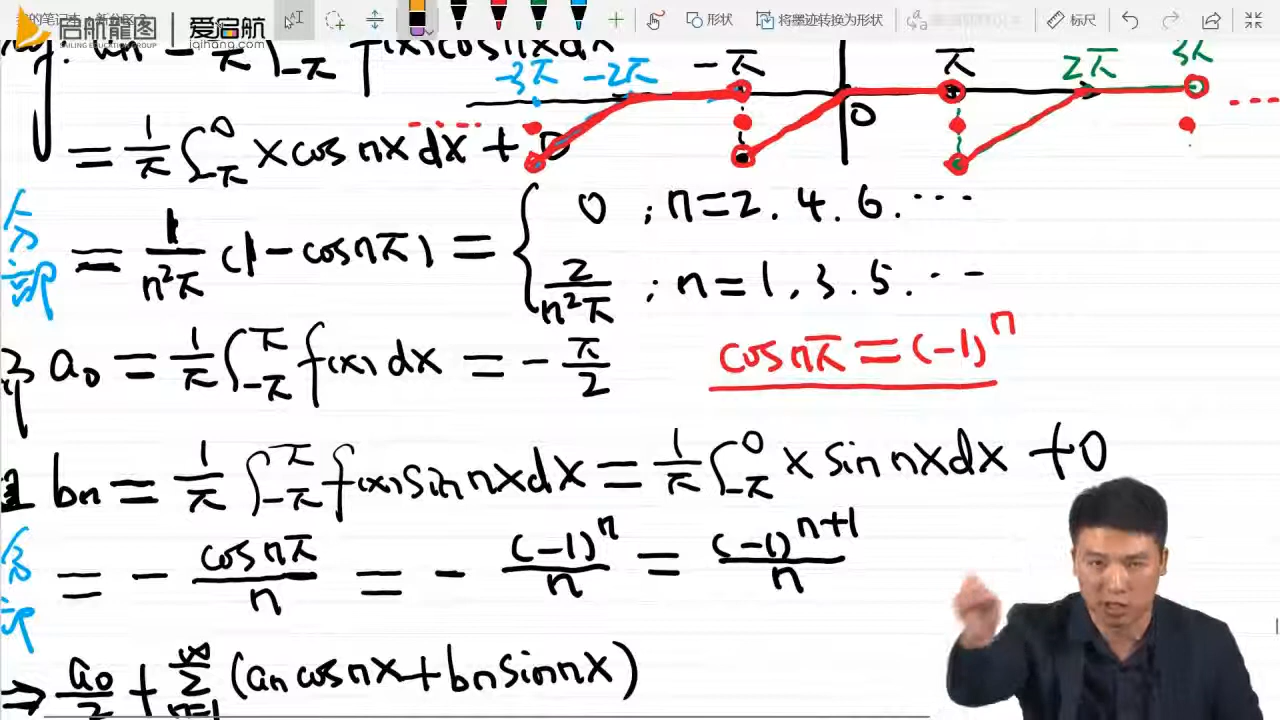 启航龍图 爱启航
SAILING EDUCATION GROUP iqihang.com
形状 将墨迹转换为形状 标尺
-3π -2π -π 0 π 2π 3π
= 1/π ∫_{-π}^{0} x cos nx dx + 0
分部 = 1/(n²π) (1 - cos nπ) = { 0 ; n=2. 4. 6. ···
2/(n²π) ; n=1. 3. 5. ···
cos nπ = (-1)^n
a₀ = 1/π ∫_{-π}^{π} f(x) dx = - π/2
bn = 1/π ∫_{-π}^{π} f(x) sin nx dx = 1/π ∫_{-π}^{0} x sin nx dx + 0
分部 = - cos nπ / n = - (-1)^n / n = (-1)^{n+1} / n
⇒ a₀/2 + ∑_{n=1}^{∞} (an cos nx + bn sin nx)